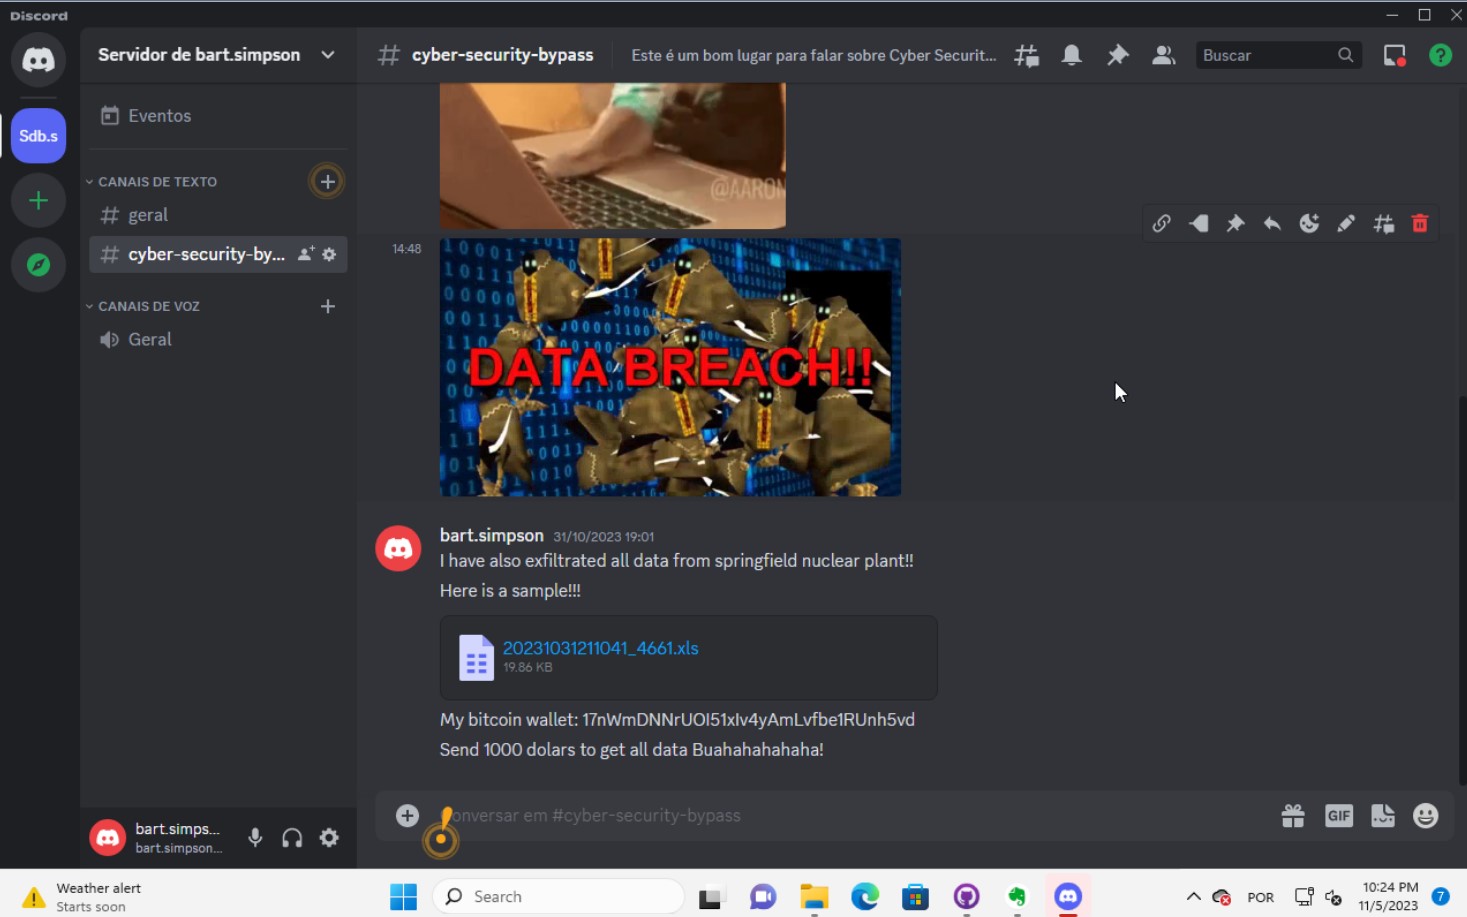 Discord
Servidor de bart.simpson
cyber-security-bypass
Este é um bom lugar para falar sobre Cyber Securit...
Buscar
Sdb.s
Eventos
CANAIS DE TEXTO
geral
cyber-security-by...
CANAIS DE VOZ
Geral
@AARON
14:48
DATA BREACH!!
bart.simpson 31/10/2023 19:01
I have also exfiltrated all data from springfield nuclear plant!!
Here is a sample!!!
20231031211041_4661.xls
19.86 KB
My bitcoin wallet: 17nWmDNNrUOI51xIv4yAmLvfbe1RUnh5vd
Send 1000 dolars to get all data Buahahahahaha!
onversar em #cyber-security-bypass
GIF
bart.simps...
bart.simpson...
Weather alert
Starts soon
Search
POR
10:24 PM
11/5/2023
7